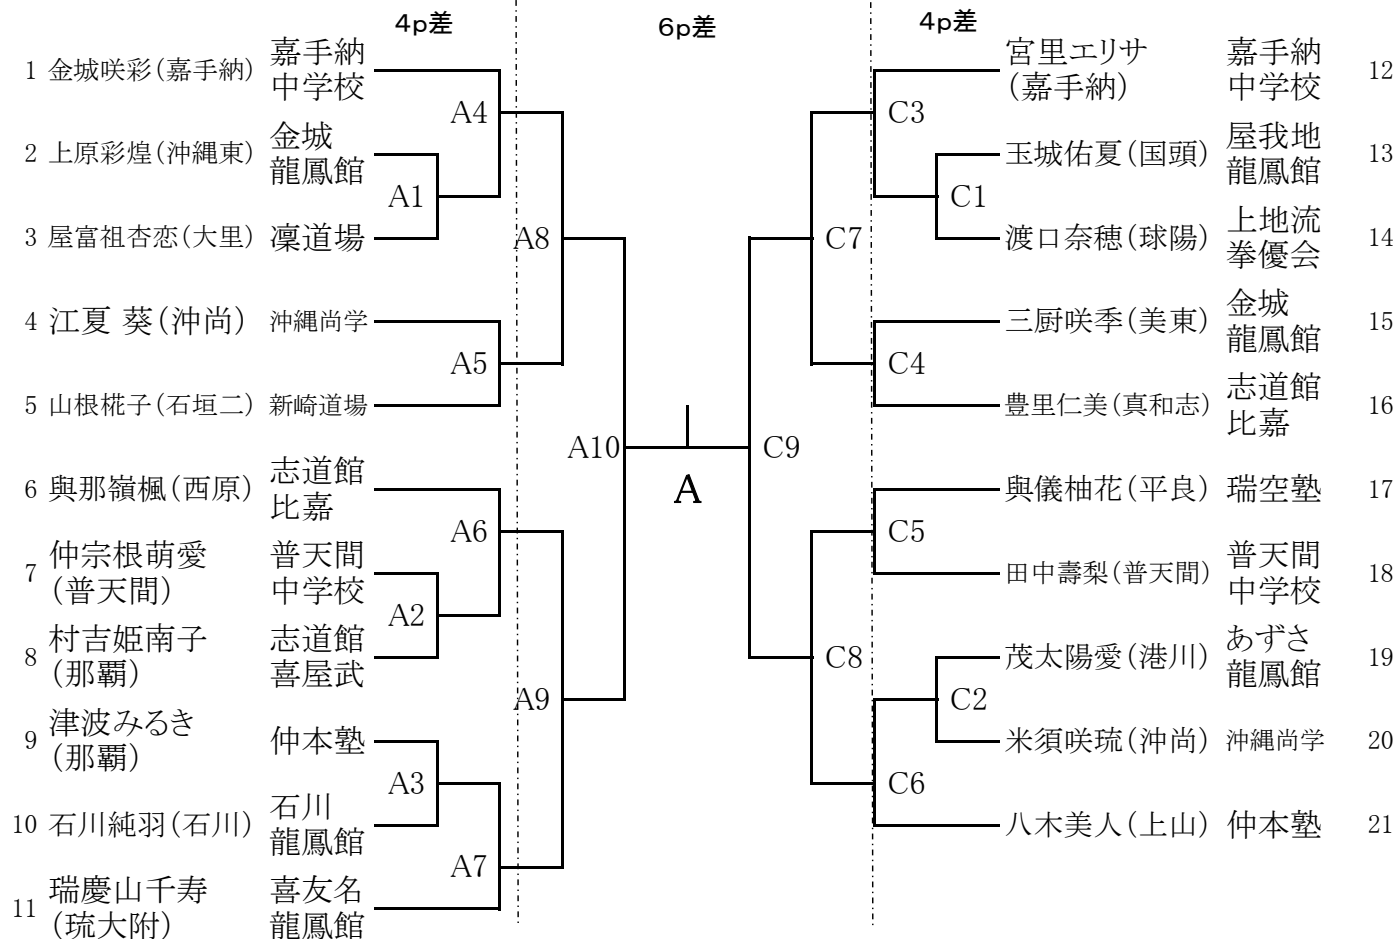 4p差
6p差
4p差
1 金城咲彩(嘉手納) 嘉手納
中学校
2 上原彩煌(沖縄東) 金城
龍鳳館
3 屋富祖杏恋(大里) 凜道場
4 江夏 葵(沖尚) 沖縄尚学
5 山根椛子(石垣二) 新崎道場
6 與那嶺楓(西原) 志道館
比嘉
7 仲宗根萌愛
(普天間)
普天間
中学校
8 村吉姫南子
(那覇)
志道館
喜屋武
9 津波みるき
(那覇)
仲本塾
10 石川純羽(石川) 石川
龍鳳館
11 瑞慶山千寿
(琉大附)
喜友名
龍鳳館
A4
A1
A8
A5
A10
A6
A2
A9
A3
A7
A
C3
C1
C7
C4
C9
C5
C8
C2
C6
宮里エリサ
(嘉手納)
嘉手納
中学校
12
玉城佑夏(国頭) 屋我地
龍鳳館
13
渡口奈穂(球陽) 上地流
拳優会
14
三厨咲季(美東) 金城
龍鳳館
15
豊里仁美(真和志) 志道館
比嘉
16
與儀柚花(平良) 瑞空塾 17
田中壽梨(普天間) 普天間
中学校
18
茂太陽愛(港川) あずさ
龍鳳館
19
米須咲琉(沖尚) 沖縄尚学 20
八木美人(上山) 仲本塾 21